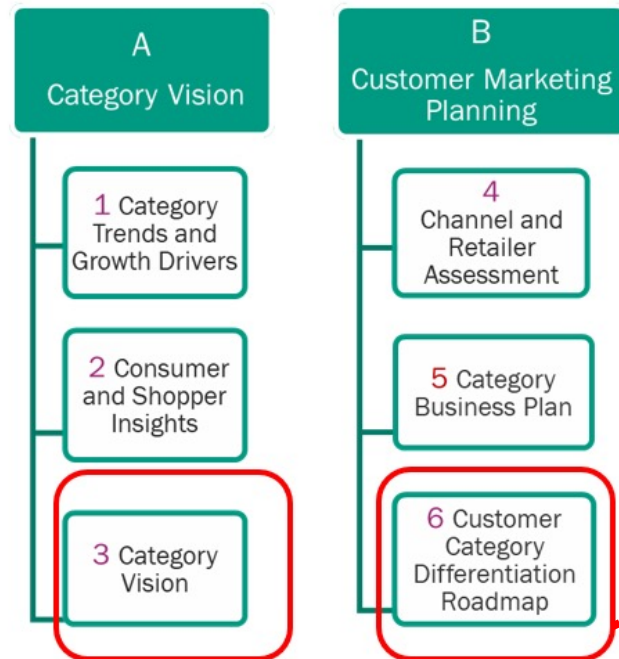 A
Category Vision
1 Category
Trends and
Growth Drivers
2 Consumer
and Shopper
Insights
3 Category
Vision
B
Customer Marketing
Planning
4
Channel and
Retailer
Assessment
5 Category
Business Plan
6 Customer
Category
Differentiation
Roadmap